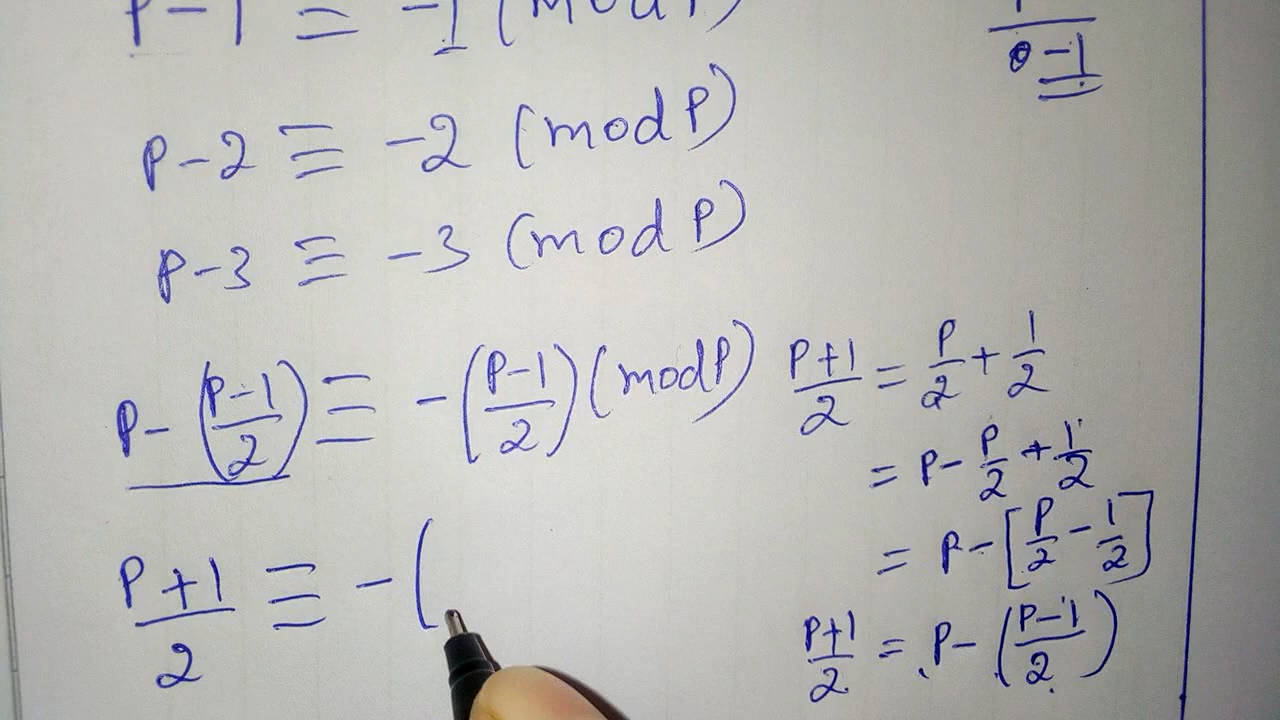 P-1 ≡ -1 (mod P)
P-2 ≡ -2 (mod P)
P-3 ≡ -3 (mod P)
P-((P-1)/2) ≡ -((P-1)/2) (mod P)
(P+1)/2 ≡ -(
-1
(P+1)/2 = P/2 + 1/2
= P - P/2 + 1/2
= P - [P/2 - 1/2]
(P+1)/2 = P - ((P-1)/2)